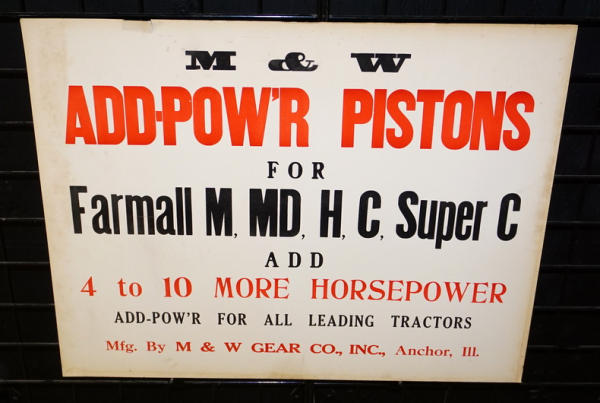 M & W
ADD-POW'R PISTONS
FOR
Farmall M, MD, H, C, Super C
ADD
4 to 10 MORE HORSEPOWER
ADD-POW'R FOR ALL LEADING TRACTORS
Mfg. By M & W GEAR CO., INC., Anchor, Ill.